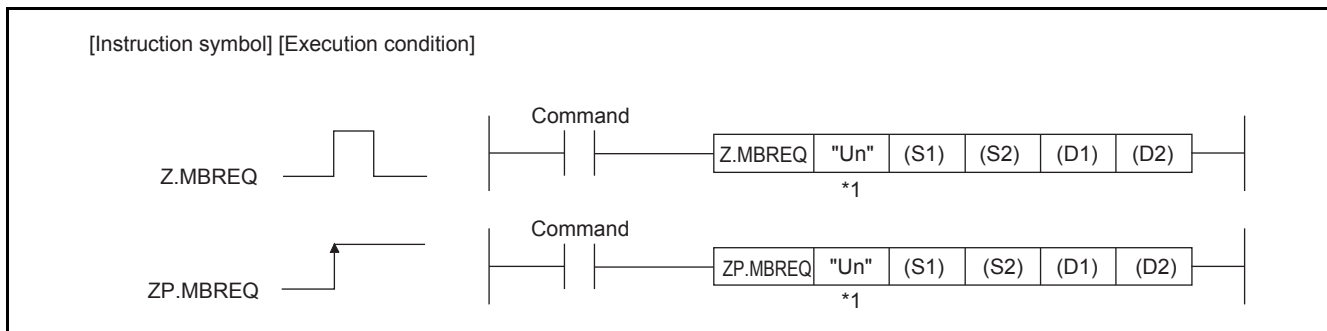 [Instruction symbol] [Execution condition]
Command
Z.MBREQ
Z.MBREQ "Un" (S1) (S2) (D1) (D2)
*1
Command
ZP.MBREQ
ZP.MBREQ "Un" (S1) (S2) (D1) (D2)
*1